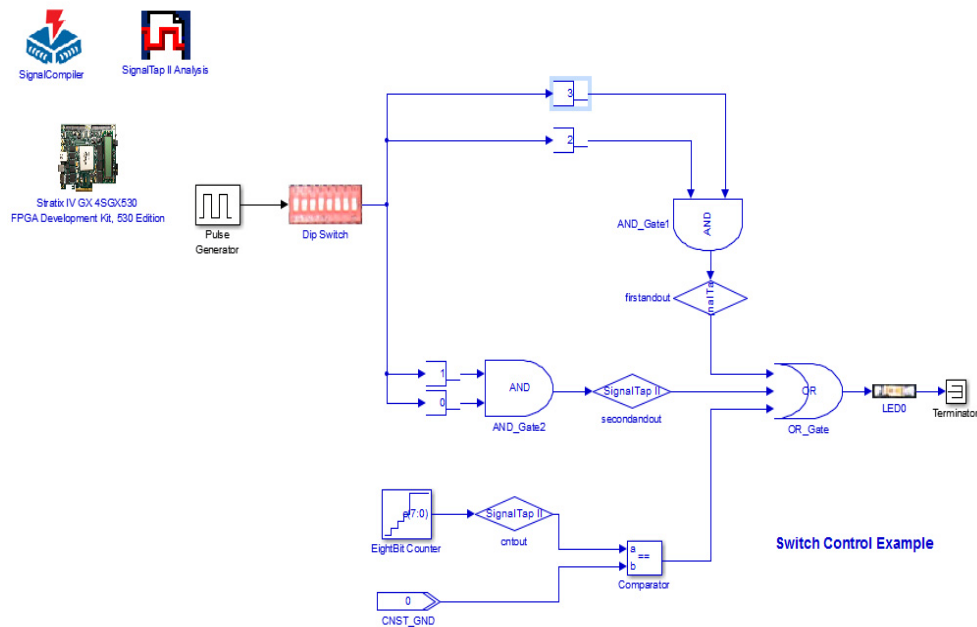 SignalCompiler
SignalTap II Analysis
Stratix IV GX 4SGX530
FPGA Development Kit, 530 Edition
Pulse
Generator
Dip Switch
3
2
AND
AND_Gate1
firstandout
1
0
AND
AND_Gate2
SignalTap II
secondandout
OR
OR_Gate
LED0
Terminator
(7:0)
EightBit Counter
SignalTap II
cntout
a
b
==
Comparator
0
CNST_GND
Switch Control Example